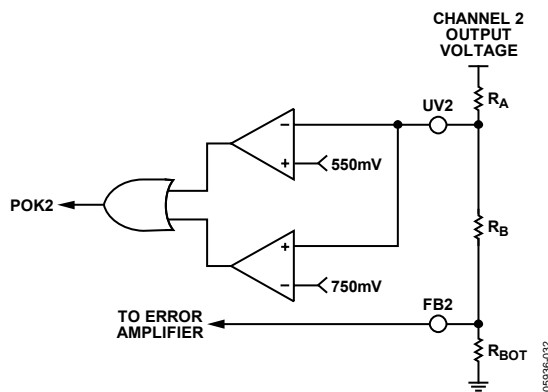 CHANNEL 2
OUTPUT
VOLTAGE
UV2
RA
–
+
550mV
POK2
RB
+
–
750mV
TO ERROR
AMPLIFIER
FB2
RBOT
05936-032